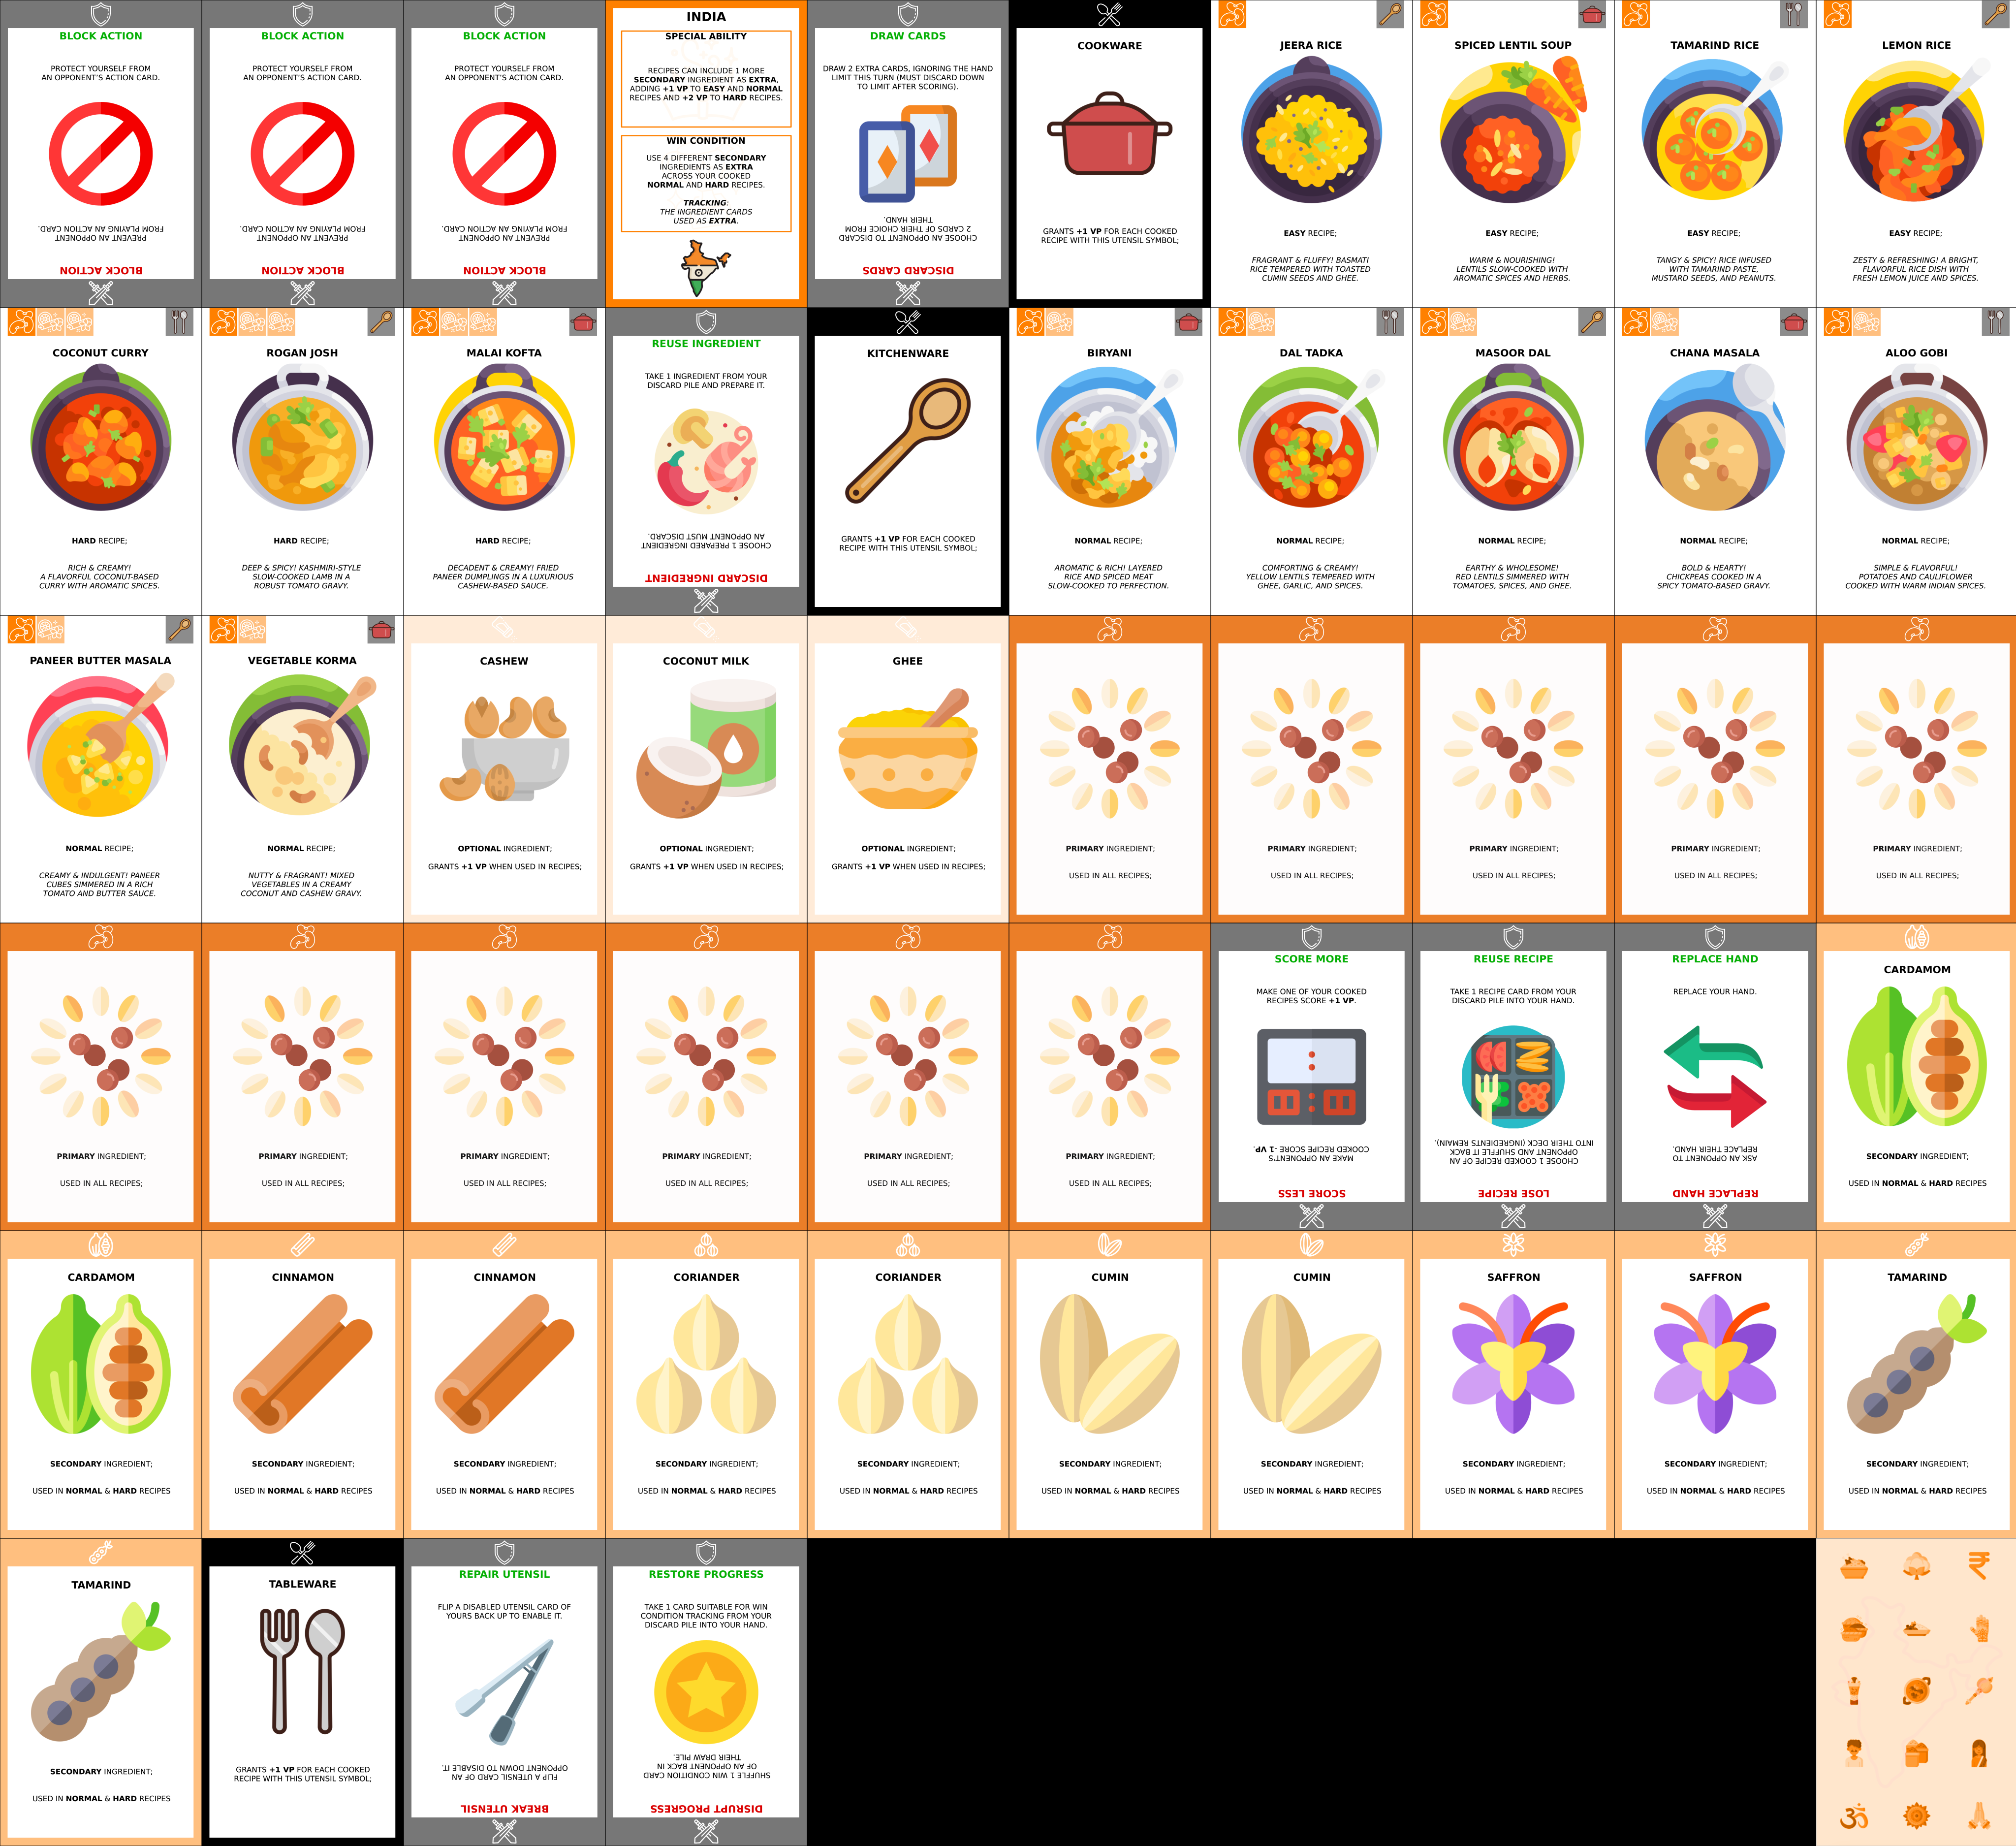 BLOCK ACTION
PROTECT YOURSELF FROM
AN OPPONENT'S ACTION CARD.
PREVENT AN OPPONENT
FROM PLAYING AN ACTION CARD.
BLOCK ACTION
BLOCK ACTION
PROTECT YOURSELF FROM
AN OPPONENT'S ACTION CARD.
PREVENT AN OPPONENT
FROM PLAYING AN ACTION CARD.
BLOCK ACTION
BLOCK ACTION
PROTECT YOURSELF FROM
AN OPPONENT'S ACTION CARD.
PREVENT AN OPPONENT
FROM PLAYING AN ACTION CARD.
BLOCK ACTION
INDIA
SPECIAL ABILITY
RECIPES CAN INCLUDE 1 MORE
SECONDARY INGREDIENT AS EXTRA,
ADDING +1 VP TO EASY AND NORMAL
RECIPES AND +2 VP TO HARD RECIPES.
WIN CONDITION
USE 4 DIFFERENT SECONDARY
INGREDIENTS AS EXTRA
ACROSS YOUR COOKED
NORMAL AND HARD RECIPES.
TRACKING:
THE INGREDIENT CARDS
USED AS EXTRA.
DRAW CARDS
DRAW 2 EXTRA CARDS, IGNORING THE HAND
LIMIT THIS TURN (MUST DISCARD DOWN
TO LIMIT AFTER SCORING).
CHOOSE AN OPPONENT TO DISCARD
2 CARDS OF THEIR CHOICE FROM
THEIR HAND.
DISCARD CARDS
COOKWARE
GRANTS +1 VP FOR EACH COOKED
RECIPE WITH THIS UTENSIL SYMBOL;
JEERA RICE
EASY RECIPE;
FRAGRANT & FLUFFY! BASMATI
RICE TEMPERED WITH TOASTED
CUMIN SEEDS AND GHEE.
SPICED LENTIL SOUP
EASY RECIPE;
WARM & NOURISHING!
LENTILS SLOW-COOKED WITH
AROMATIC SPICES AND HERBS.
TAMARIND RICE
EASY RECIPE;
TANGY & SPICY! RICE INFUSED
WITH TAMARIND PASTE,
MUSTARD SEEDS, AND PEANUTS.
LEMON RICE
EASY RECIPE;
ZESTY & REFRESHING! A BRIGHT,
FLAVORFUL RICE DISH WITH
FRESH LEMON JUICE AND SPICES.
COCONUT CURRY
HARD RECIPE;
RICH & CREAMY!
A FLAVORFUL COCONUT-BASED
CURRY WITH AROMATIC SPICES.
ROGAN JOSH
HARD RECIPE;
DEEP & SPICY! KASHMIRI-STYLE
SLOW-COOKED LAMB IN A
ROBUST TOMATO GRAVY.
MALAI KOFTA
HARD RECIPE;
DECADENT & CREAMY! FRIED
PANEER DUMPLINGS IN A LUXURIOUS
CASHEW-BASED SAUCE.
REUSE INGREDIENT
TAKE 1 INGREDIENT FROM YOUR
DISCARD PILE AND PREPARE IT.
CHOOSE 1 PREPARED INGREDIENT
AN OPPONENT MUST DISCARD.
DISCARD INGREDIENT
KITCHENWARE
GRANTS +1 VP FOR EACH COOKED
RECIPE WITH THIS UTENSIL SYMBOL;
BIRYANI
NORMAL RECIPE;
AROMATIC & RICH! LAYERED
RICE AND SPICED MEAT
SLOW-COOKED TO PERFECTION.
DAL TADKA
NORMAL RECIPE;
COMFORTING & CREAMY!
YELLOW LENTILS TEMPERED WITH
GHEE, GARLIC, AND SPICES.
MASOOR DAL
NORMAL RECIPE;
EARTHY & WHOLESOME!
RED LENTILS SIMMERED WITH
TOMATOES, SPICES, AND GHEE.
CHANA MASALA
NORMAL RECIPE;
BOLD & HEARTY!
CHICKPEAS COOKED IN A
SPICY TOMATO-BASED GRAVY.
ALOO GOBI
NORMAL RECIPE;
SIMPLE & FLAVORFUL!
POTATOES AND CAULIFLOWER
COOKED WITH WARM INDIAN SPICES.
PANEER BUTTER MASALA
NORMAL RECIPE;
CREAMY & INDULGENT! PANEER
CUBES SIMMERED IN A RICH
TOMATO AND BUTTER SAUCE.
VEGETABLE KORMA
NORMAL RECIPE;
NUTTY & FRAGRANT! MIXED
VEGETABLES IN A CREAMY
COCONUT AND CASHEW GRAVY.
CASHEW
OPTIONAL INGREDIENT;
GRANTS +1 VP WHEN USED IN RECIPES;
COCONUT MILK
OPTIONAL INGREDIENT;
GRANTS +1 VP WHEN USED IN RECIPES;
GHEE
OPTIONAL INGREDIENT;
GRANTS +1 VP WHEN USED IN RECIPES;
PRIMARY INGREDIENT;
USED IN ALL RECIPES;
PRIMARY INGREDIENT;
USED IN ALL RECIPES;
PRIMARY INGREDIENT;
USED IN ALL RECIPES;
PRIMARY INGREDIENT;
USED IN ALL RECIPES;
PRIMARY INGREDIENT;
USED IN ALL RECIPES;
PRIMARY INGREDIENT;
USED IN ALL RECIPES;
PRIMARY INGREDIENT;
USED IN ALL RECIPES;
PRIMARY INGREDIENT;
USED IN ALL RECIPES;
PRIMARY INGREDIENT;
USED IN ALL RECIPES;
PRIMARY INGREDIENT;
USED IN ALL RECIPES;
PRIMARY INGREDIENT;
USED IN ALL RECIPES;
SCORE MORE
MAKE ONE OF YOUR COOKED
RECIPES SCORE +1 VP.
MAKE AN OPPONENT'S
COOKED RECIPE SCORE -1 VP.
SCORE LESS
REUSE RECIPE
TAKE 1 RECIPE CARD FROM YOUR
DISCARD PILE INTO YOUR HAND.
CHOOSE 1 COOKED RECIPE OF AN
OPPONENT AND SHUFFLE IT BACK
INTO THEIR DECK (INGREDIENTS REMAIN).
LOSE RECIPE
REPLACE HAND
REPLACE YOUR HAND.
ASK AN OPPONENT TO
REPLACE THEIR HAND.
REPLACE HAND
CARDAMOM
SECONDARY INGREDIENT;
USED IN NORMAL & HARD RECIPES
CARDAMOM
SECONDARY INGREDIENT;
USED IN NORMAL & HARD RECIPES
CINNAMON
SECONDARY INGREDIENT;
USED IN NORMAL & HARD RECIPES
CINNAMON
SECONDARY INGREDIENT;
USED IN NORMAL & HARD RECIPES
CORIANDER
SECONDARY INGREDIENT;
USED IN NORMAL & HARD RECIPES
CORIANDER
SECONDARY INGREDIENT;
USED IN NORMAL & HARD RECIPES
CUMIN
SECONDARY INGREDIENT;
USED IN NORMAL & HARD RECIPES
CUMIN
SECONDARY INGREDIENT;
USED IN NORMAL & HARD RECIPES
SAFFRON
SECONDARY INGREDIENT;
USED IN NORMAL & HARD RECIPES
SAFFRON
SECONDARY INGREDIENT;
USED IN NORMAL & HARD RECIPES
TAMARIND
SECONDARY INGREDIENT;
USED IN NORMAL & HARD RECIPES
TAMARIND
SECONDARY INGREDIENT;
USED IN NORMAL & HARD RECIPES
TABLEWARE
GRANTS +1 VP FOR EACH COOKED
RECIPE WITH THIS UTENSIL SYMBOL;
REPAIR UTENSIL
FLIP A DISABLED UTENSIL CARD OF
YOURS BACK UP TO ENABLE IT.
FLIP A UTENSIL CARD OF AN
OPPONENT DOWN TO DISABLE IT.
BREAK UTENSIL
RESTORE PROGRESS
TAKE 1 CARD SUITABLE FOR WIN
CONDITION TRACKING FROM YOUR
DISCARD PILE INTO YOUR HAND.
SHUFFLE 1 WIN CONDITION CARD
OF AN OPPONENT BACK IN
THEIR DRAW PILE.
DISRUPT PROGRESS
₹
ॐ